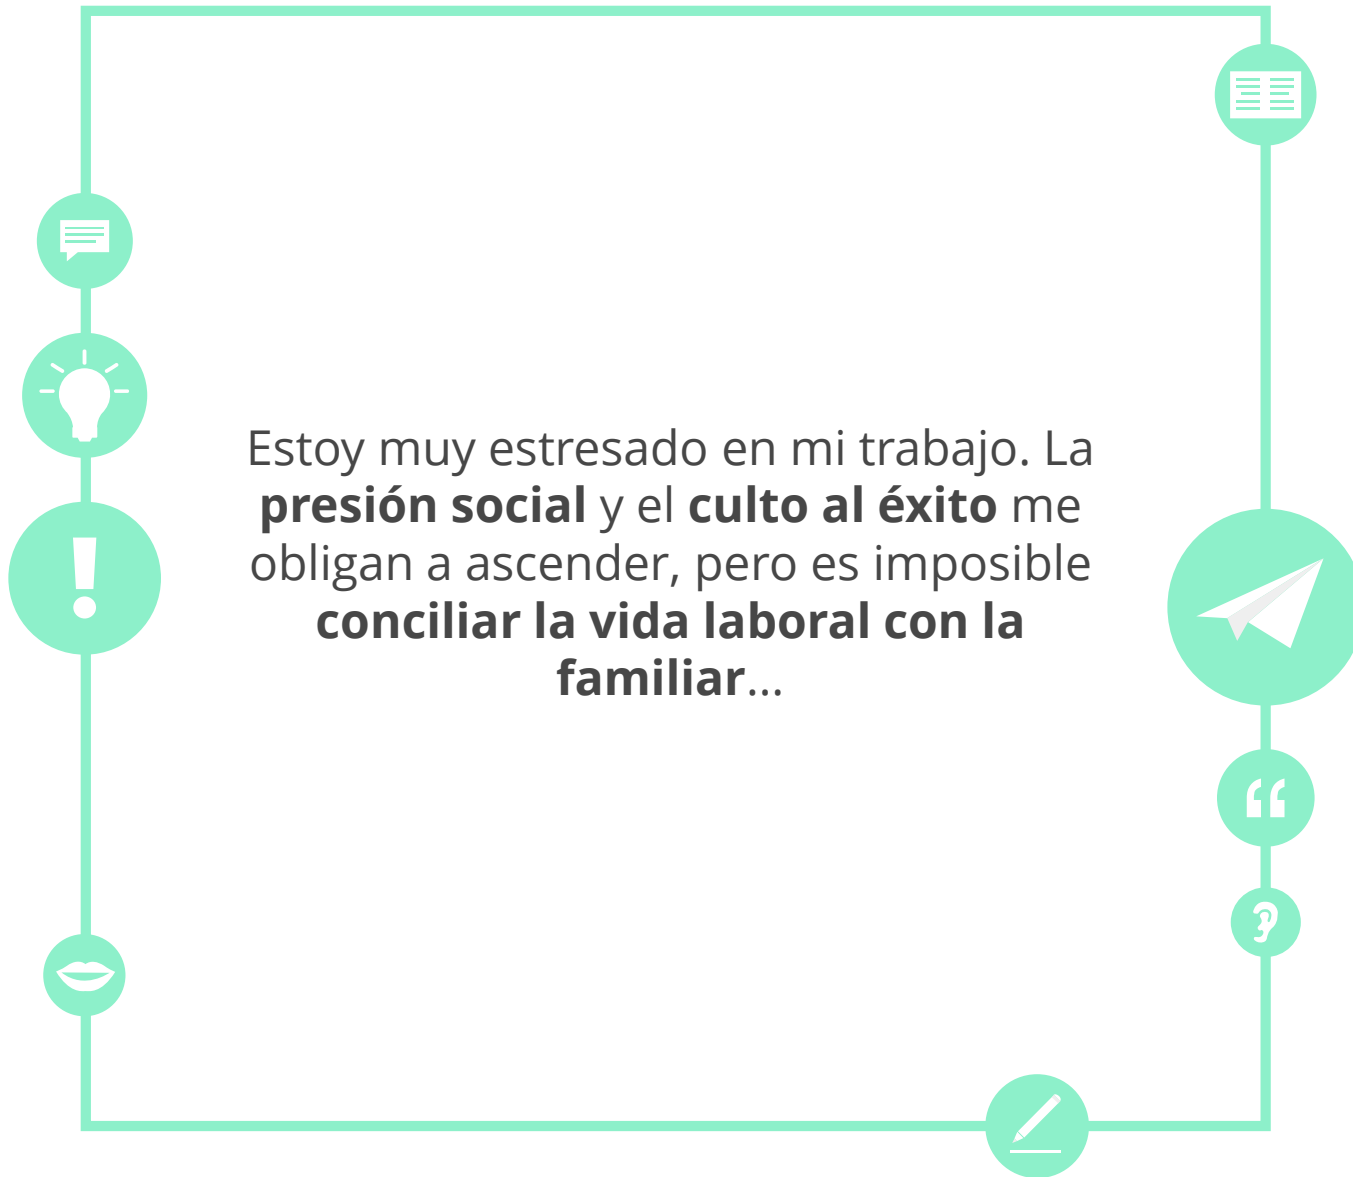 Estoy muy estresado en mi trabajo. La
presión social y el culto al éxito me
obligan a ascender, pero es imposible
conciliar la vida laboral con la
familiar...